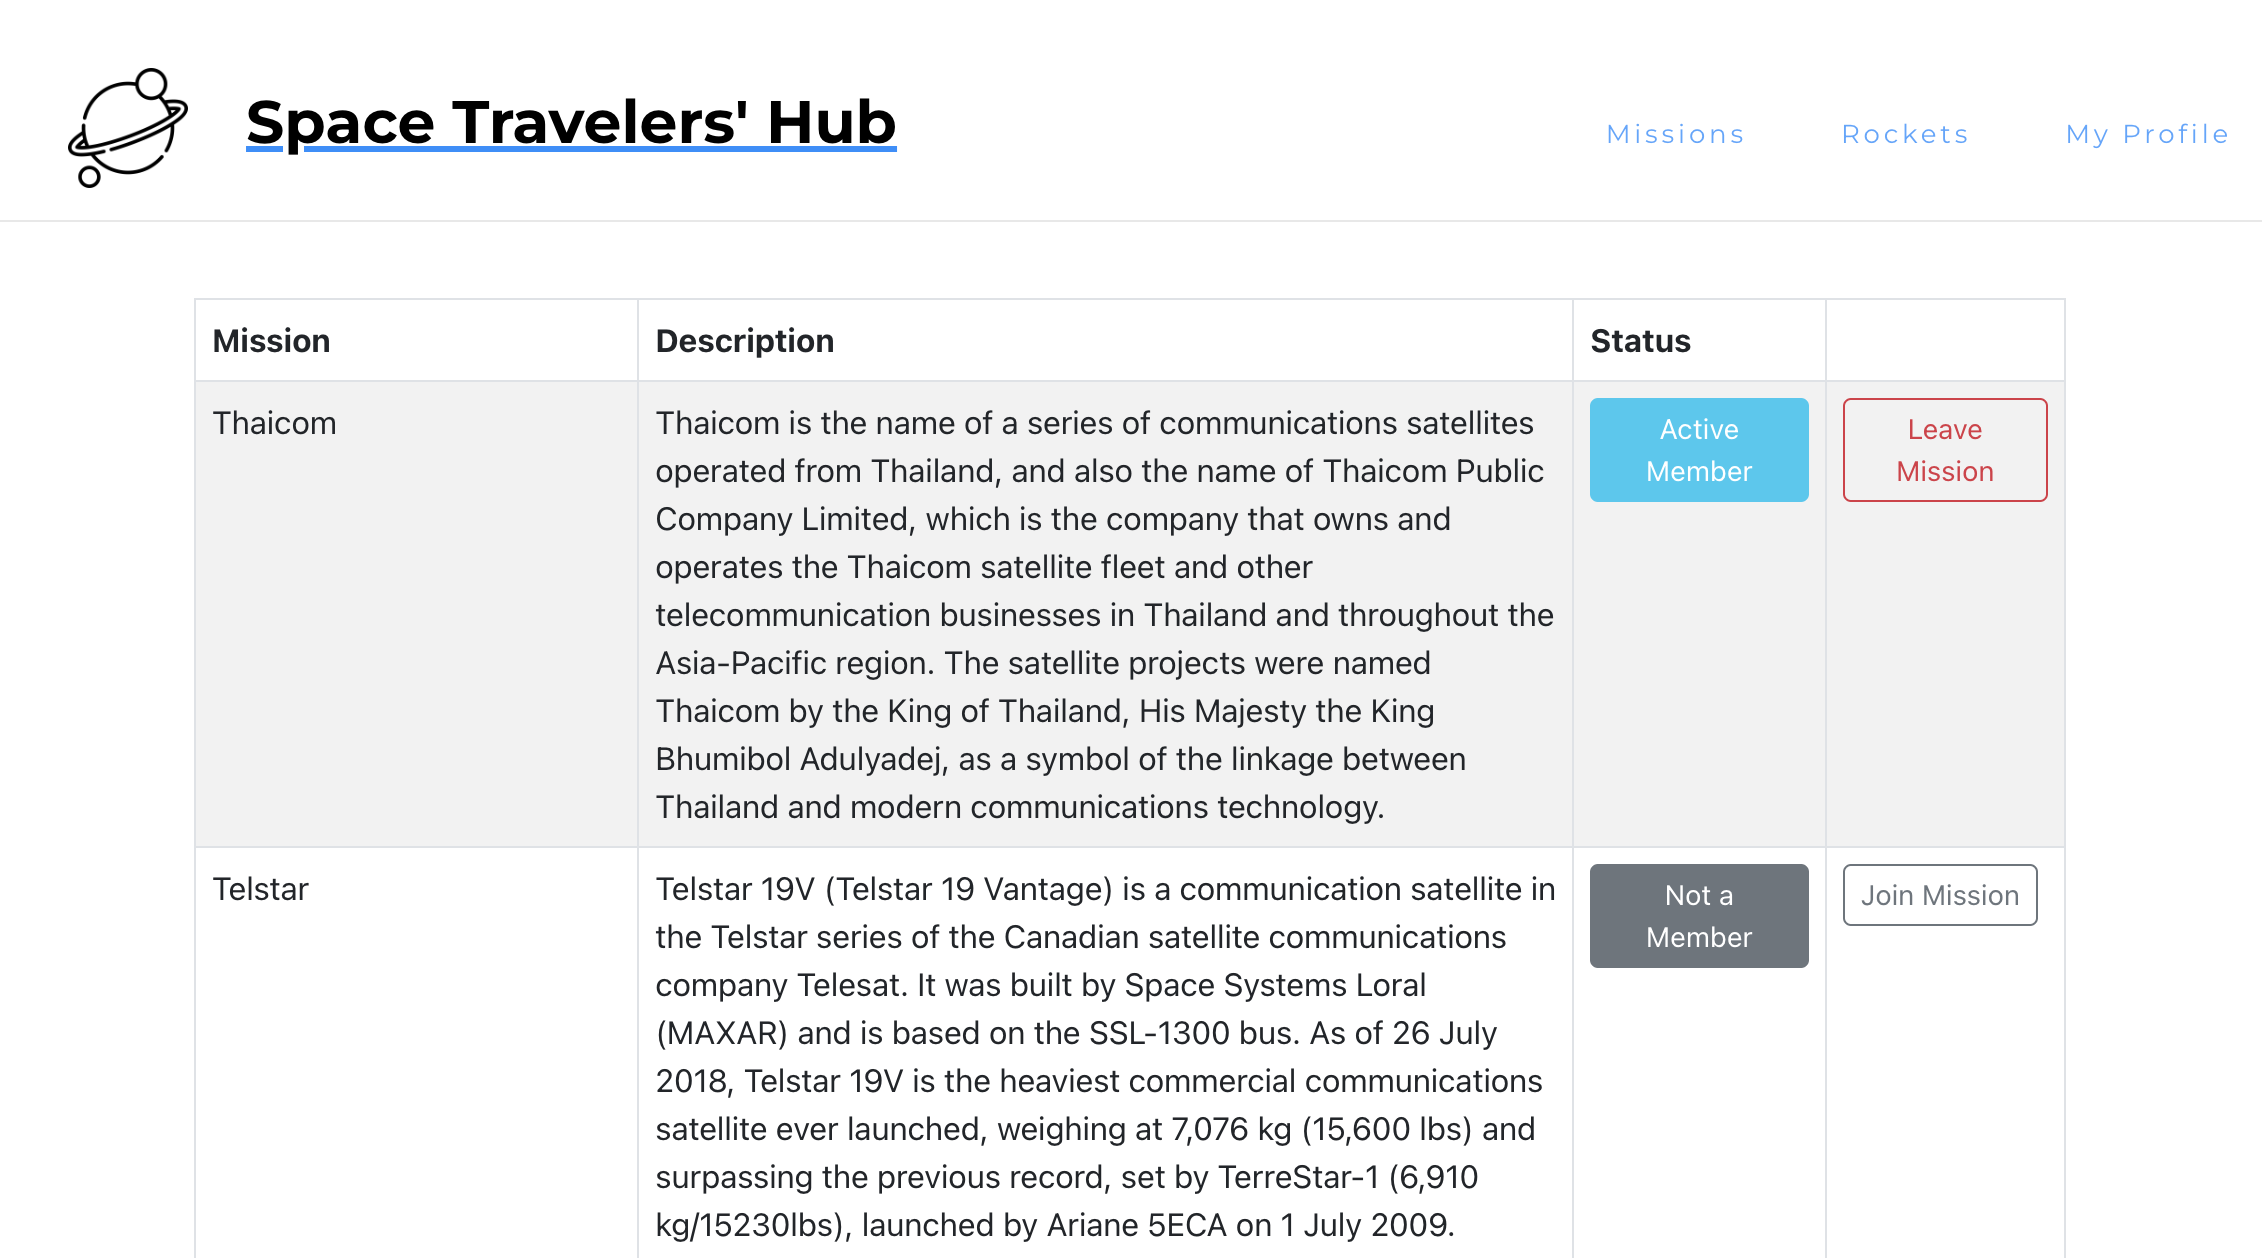 Space Travelers' Hub
Missions
Rockets
My Profile
Mission
Description
Status
Thaicom
Thaicom is the name of a series of communications satellites
operated from Thailand, and also the name of Thaicom Public
Company Limited, which is the company that owns and
operates the Thaicom satellite fleet and other
telecommunication businesses in Thailand and throughout the
Asia-Pacific region. The satellite projects were named
Thaicom by the King of Thailand, His Majesty the King
Bhumibol Adulyadej, as a symbol of the linkage between
Thailand and modern communications technology.
Active
Member
Leave
Mission
Telstar
Telstar 19V (Telstar 19 Vantage) is a communication satellite in
the Telstar series of the Canadian satellite communications
company Telesat. It was built by Space Systems Loral
(MAXAR) and is based on the SSL-1300 bus. As of 26 July
2018, Telstar 19V is the heaviest commercial communications
satellite ever launched, weighing at 7,076 kg (15,600 lbs) and
surpassing the previous record, set by TerreStar-1 (6,910
kg/15230lbs), launched by Ariane 5ECA on 1 July 2009.
Not a
Member
Join Mission